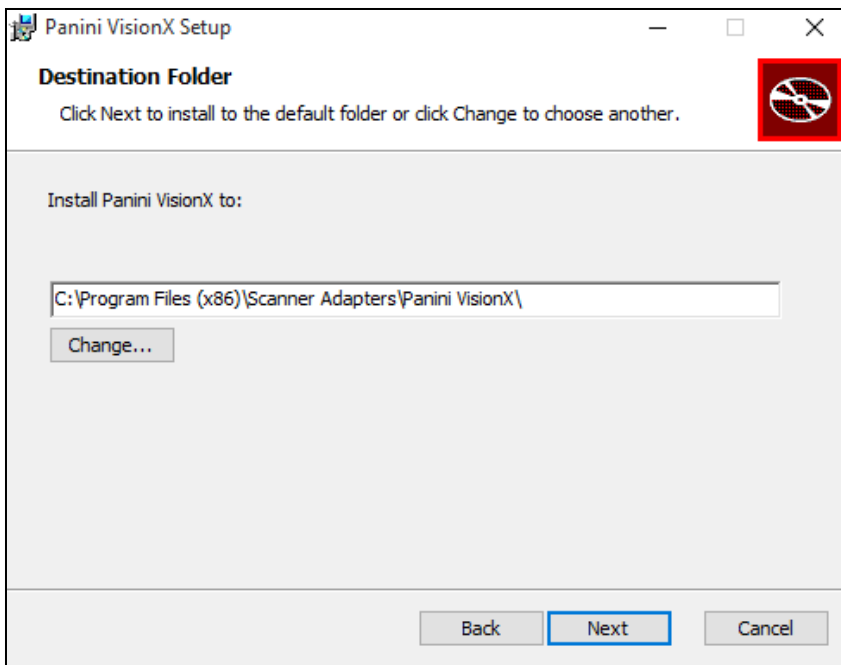 Panini VisionX Setup
Destination Folder
Click Next to install to the default folder or click Change to choose another.
Install Panini VisionX to:
C:\Program Files (x86)\Scanner Adapters\Panini VisionX\
Change...
Back Next Cancel